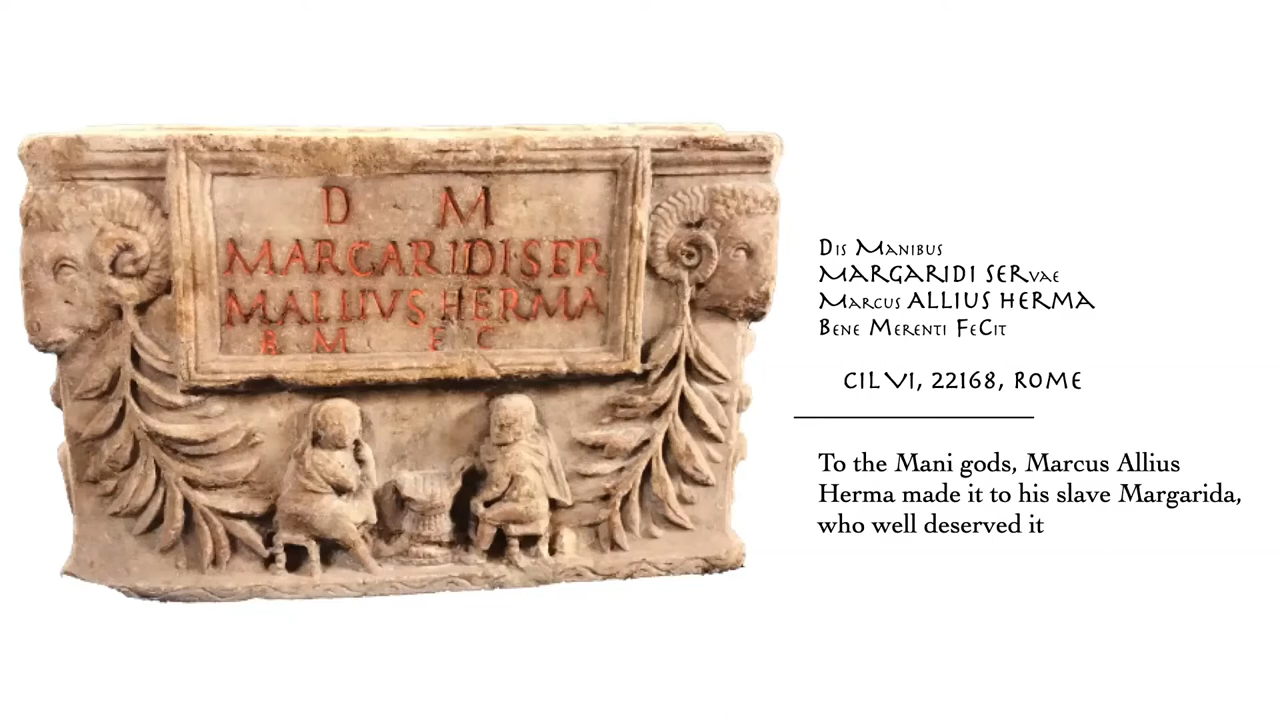 D M
MARGARIDI·SER
MALLIVS HERMA
B M F C
Dis Manibus
MARGARIDI SERvae
Marcus ALLIUS HERMA
Bene Merenti FeCit
CIL VI, 22168, ROME
To the Mani gods, Marcus Allius
Herma made it to his slave Margarida,
who well deserved it